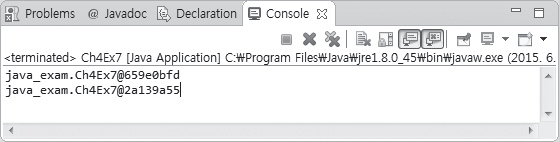 Problems @ Javadoc Declaration Console
<terminated> Ch4Ex7 [Java Application] C:₩Program Files₩Java₩jre1.8.0_45₩bin₩javaw.exe (2015. 6.
java_exam.Ch4Ex7@659e0bfd
java_exam.Ch4Ex7@2a139a55